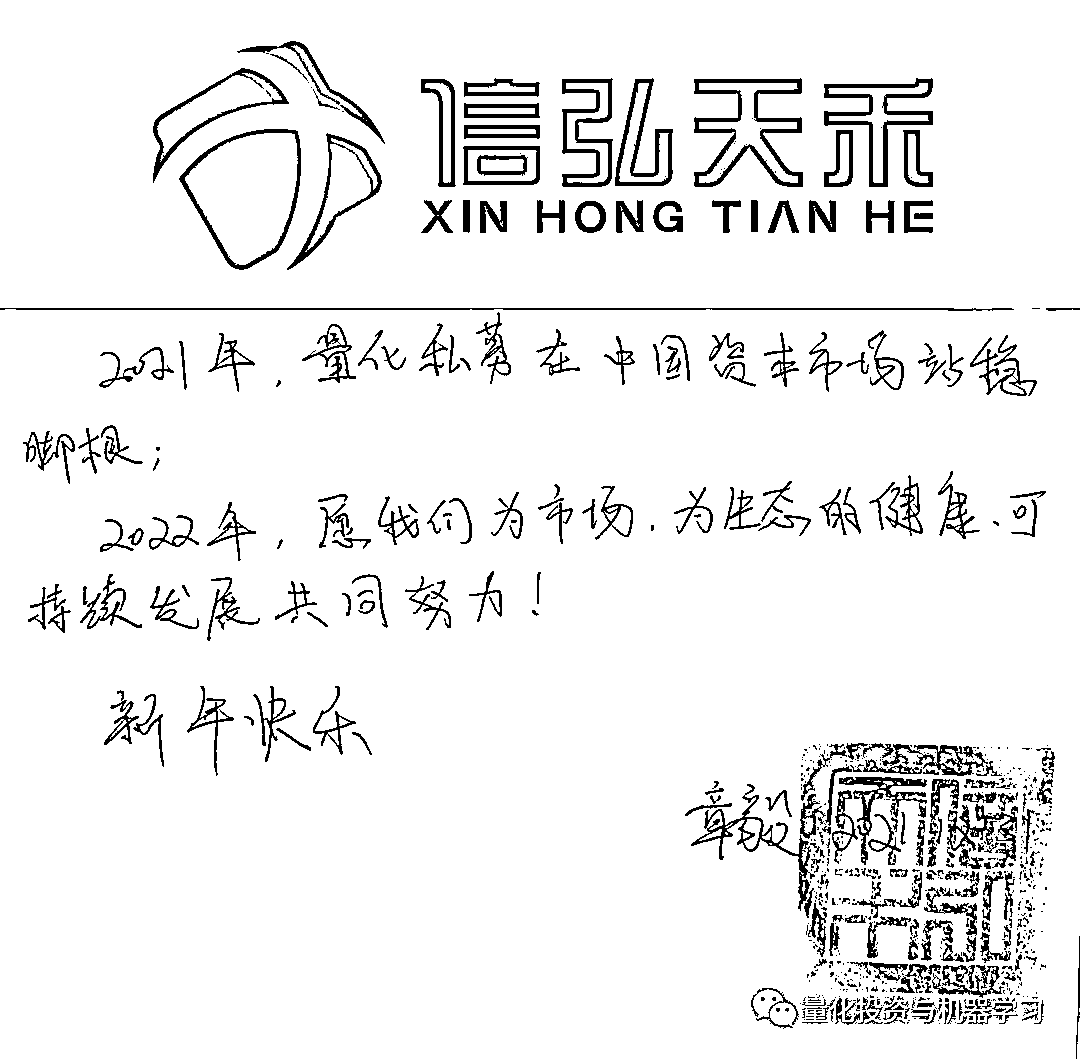 信弘天禾
XIN HONG TIAN HE
2021年，量化私募在中国资本市场站稳
脚根；
2022年，愿我们为市场、为生态的健康、可
持续发展共同努力！
新年快乐
章毅 2021
量化投资与机器学习